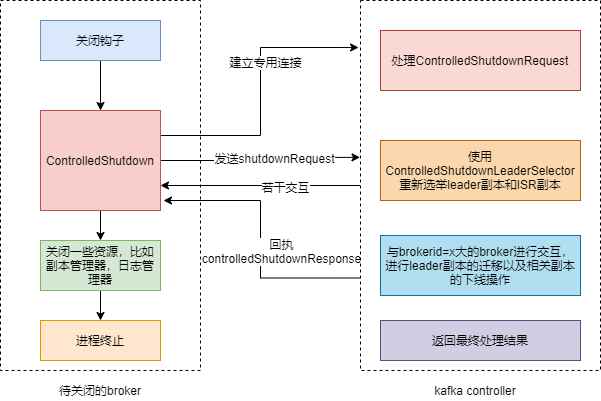 关闭钩子
ControlledShutdown
关闭一些资源，比如
副本管理器，日志管
理器
进程终止
待关闭的broker
建立专用连接
发送shutdownRequest
若干交互
回执
controlledShutdownResponse
处理ControlledShutdownRequest
使用
ControlledShutdownLeaderSelector
重新选举leader副本和ISR副本
与brokerid=x大的broker进行交互，
进行leader副本的迁移以及相关副本
的下线操作
返回最终处理结果
kafka controller